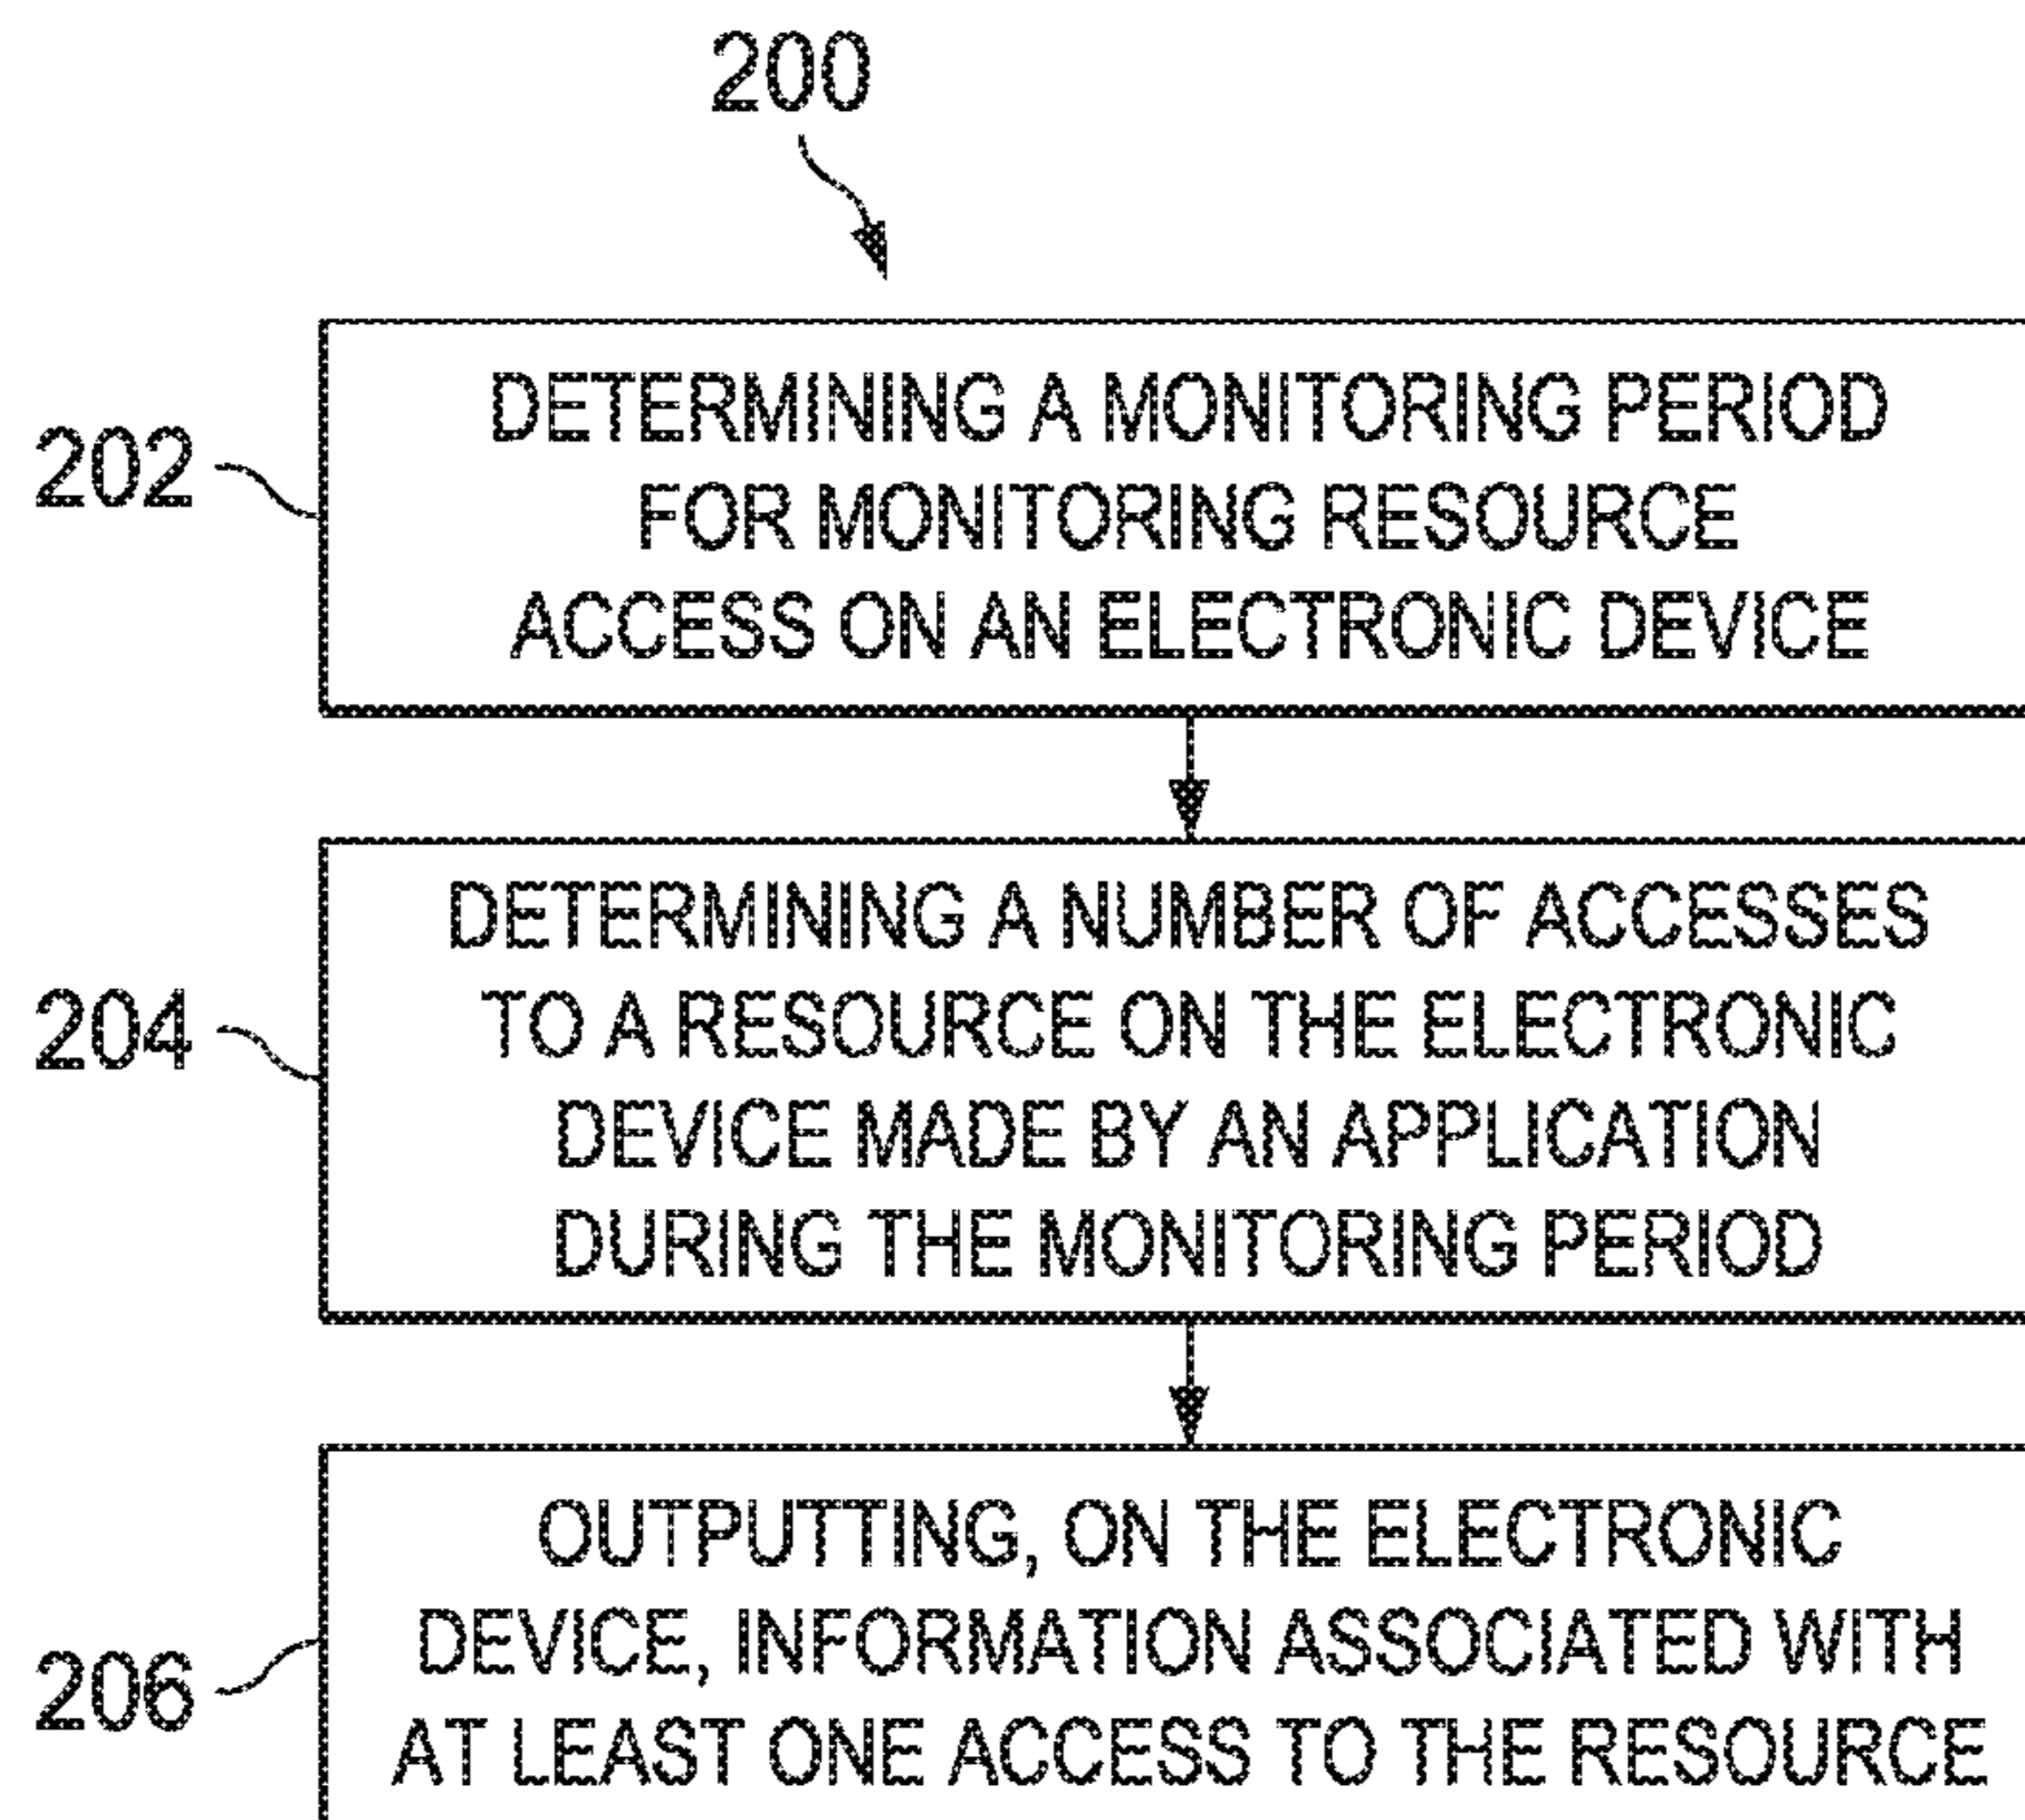 200
202
DETERMINING A MONITORING PERIOD
FOR MONITORING RESOURCE
ACCESS ON AN ELECTRONIC DEVICE
204
DETERMINING A NUMBER OF ACCESSES
TO A RESOURCE ON THE ELECTRONIC
DEVICE MADE BY AN APPLICATION
DURING THE MONITORING PERIOD
206
OUTPUTTING, ON THE ELECTRONIC
DEVICE, INFORMATION ASSOCIATED WITH
AT LEAST ONE ACCESS TO THE RESOURCE